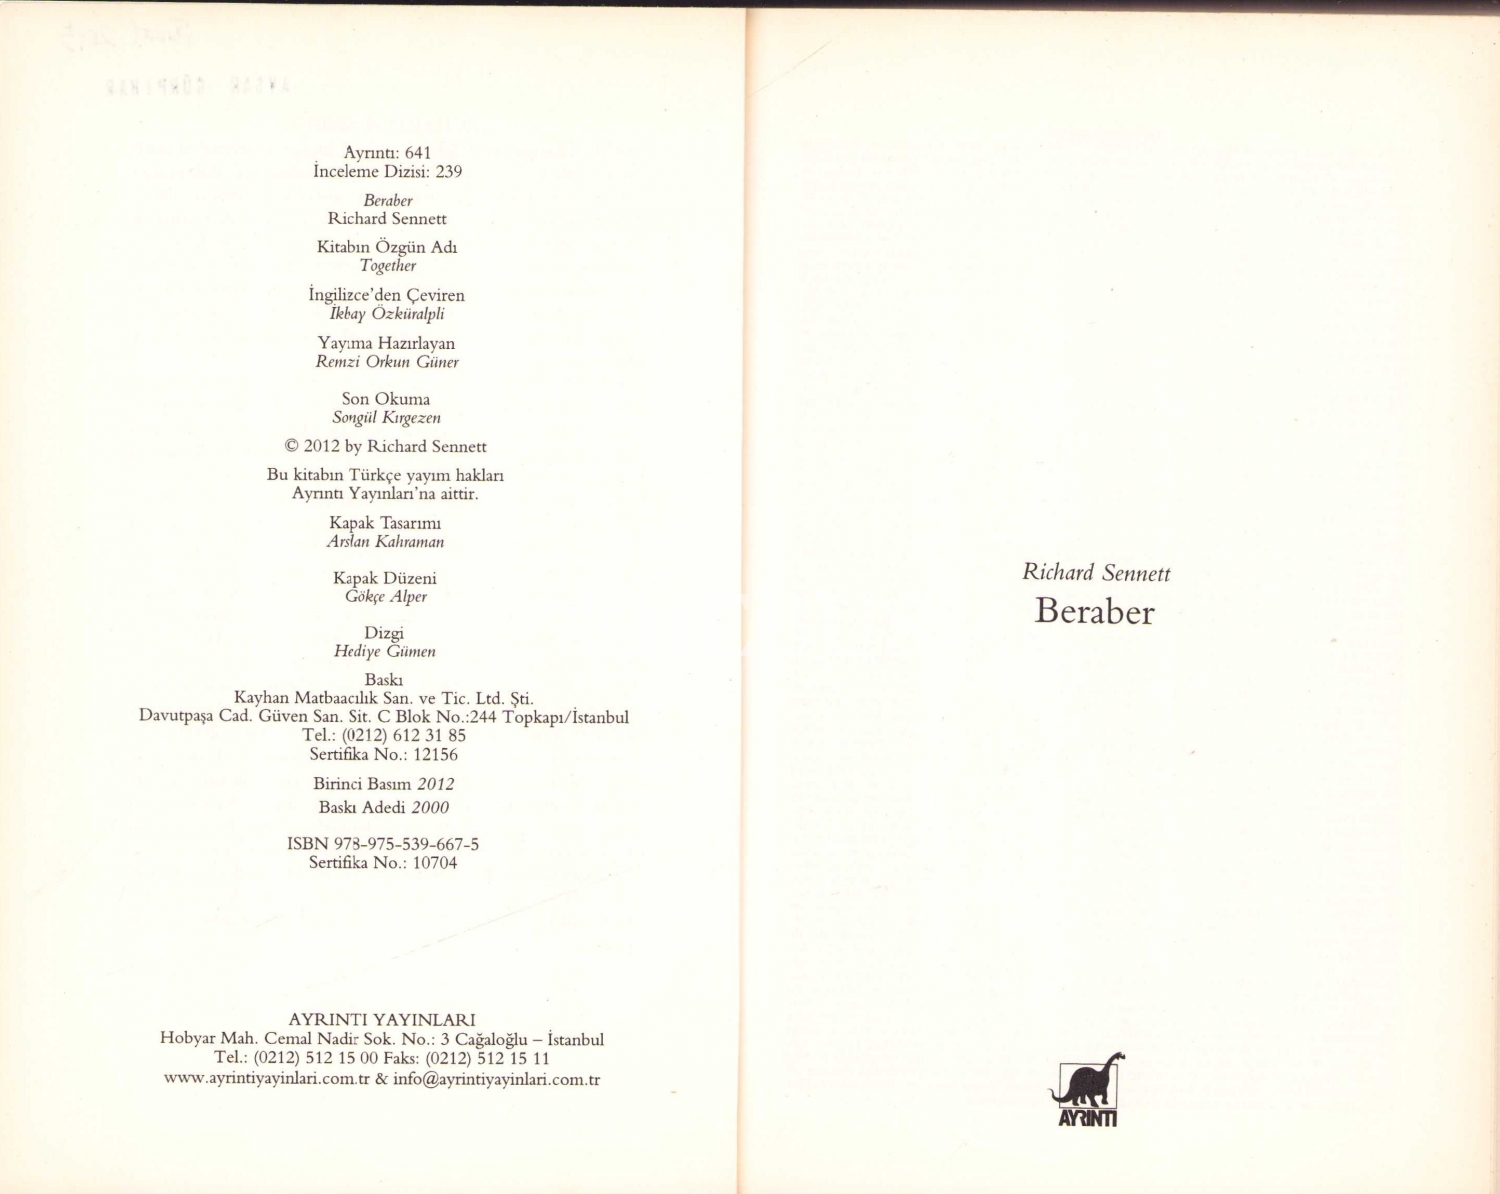 Ayrıntı: 641
İnceleme Dizisi: 239
Beraber
Richard Sennett
Kitabın Özgün Adı
Together
İngilizce'den Çeviren
İkbay Özküralpli
Yayıma Hazırlayan
Remzi Orkun Güner
Son Okuma
Songül Kırgezen
© 2012 by Richard Sennett
Bu kitabın Türkçe yayım hakları
Ayrıntı Yayınları'na aittir.
Kapak Tasarımı
Arslan Kahraman
Kapak Düzeni
Gökçe Alper
Dizgi
Hediye Gümen
Baskı
Kayhan Matbaacılık San. ve Tic. Ltd. Şti.
Davutpaşa Cad. Güven San. Sit. C Blok No.:244 Topkapı/İstanbul
Tel.: (0212) 612 31 85
Sertifika No.: 12156
Birinci Basım 2012
Baskı Adedi 2000
ISBN 978-975-539-667-5
Sertifika No.: 10704
AYRINTI YAYINLARI
Hobyar Mah. Cemal Nadir Sok. No.: 3 Cağaloğlu – İstanbul
Tel.: (0212) 512 15 00 Faks: (0212) 512 15 11
www.ayrintiyayinlari.com.tr & info@ayrintiyayinlari.com.tr
Richard Sennett
Beraber
AYRINTI